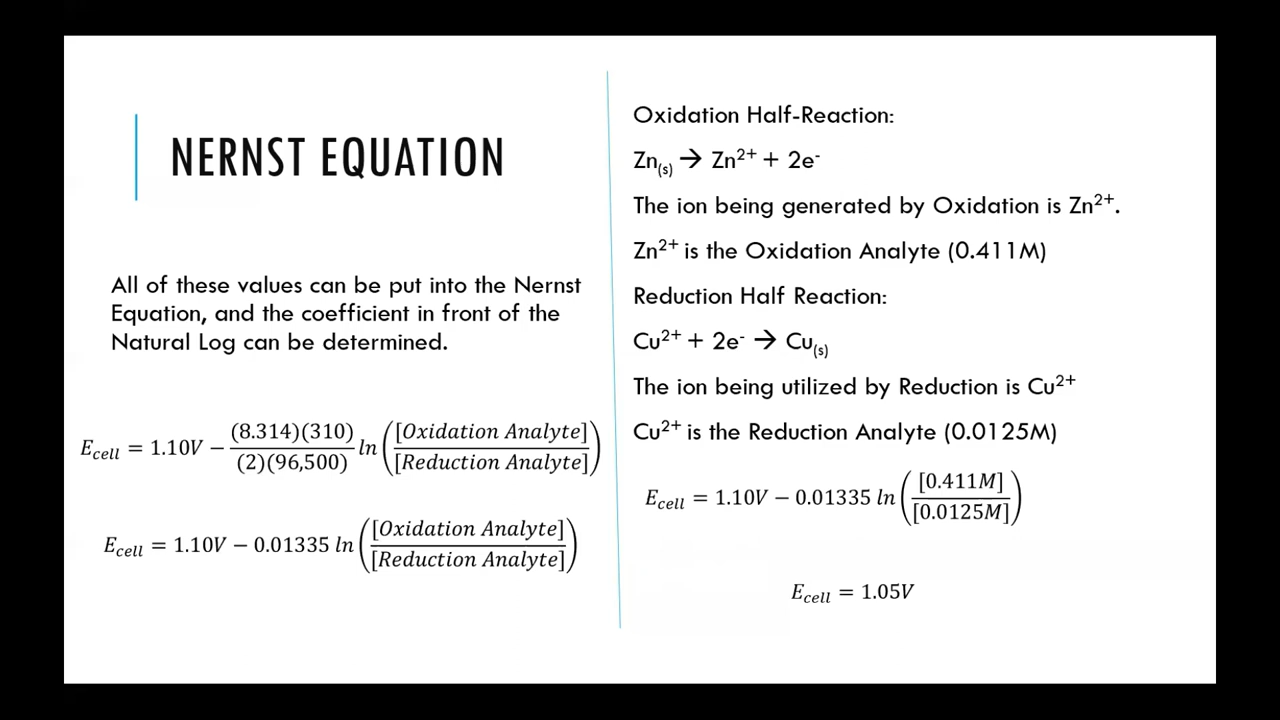 NERNST EQUATION
All of these values can be put into the Nernst
Equation, and the coefficient in front of the
Natural Log can be determined.
E_cell = 1.10V − (8.314)(310)/(2)(96,500) ln([Oxidation Analyte]/[Reduction Analyte])
E_cell = 1.10V − 0.01335 ln([Oxidation Analyte]/[Reduction Analyte])
Oxidation Half-Reaction:
Zn(s) → Zn²⁺ + 2e⁻
The ion being generated by Oxidation is Zn²⁺.
Zn²⁺ is the Oxidation Analyte (0.411M)
Reduction Half Reaction:
Cu²⁺ + 2e⁻ → Cu(s)
The ion being utilized by Reduction is Cu²⁺
Cu²⁺ is the Reduction Analyte (0.0125M)
E_cell = 1.10V − 0.01335 ln([0.411M]/[0.0125M])
E_cell = 1.05V